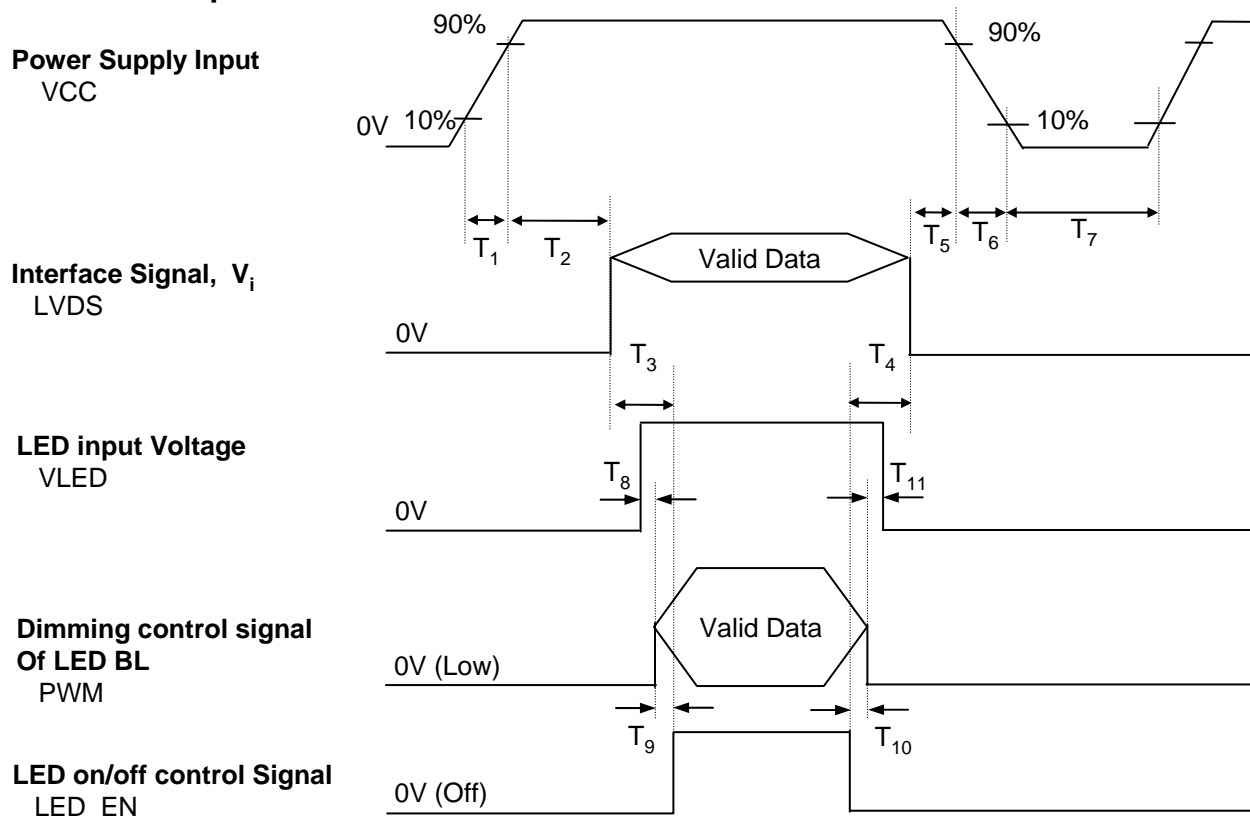 90%
90%
Power Supply Input
VCC
0V
10%
10%
T1
T2
T5
T6
T7
Valid Data
Interface Signal, Vi
LVDS
0V
T3
T4
LED input Voltage
VLED
T8
T11
0V
Dimming control signal
Of LED BL
PWM
Valid Data
0V (Low)
T9
T10
LED on/off control Signal
LED_EN
0V (Off)